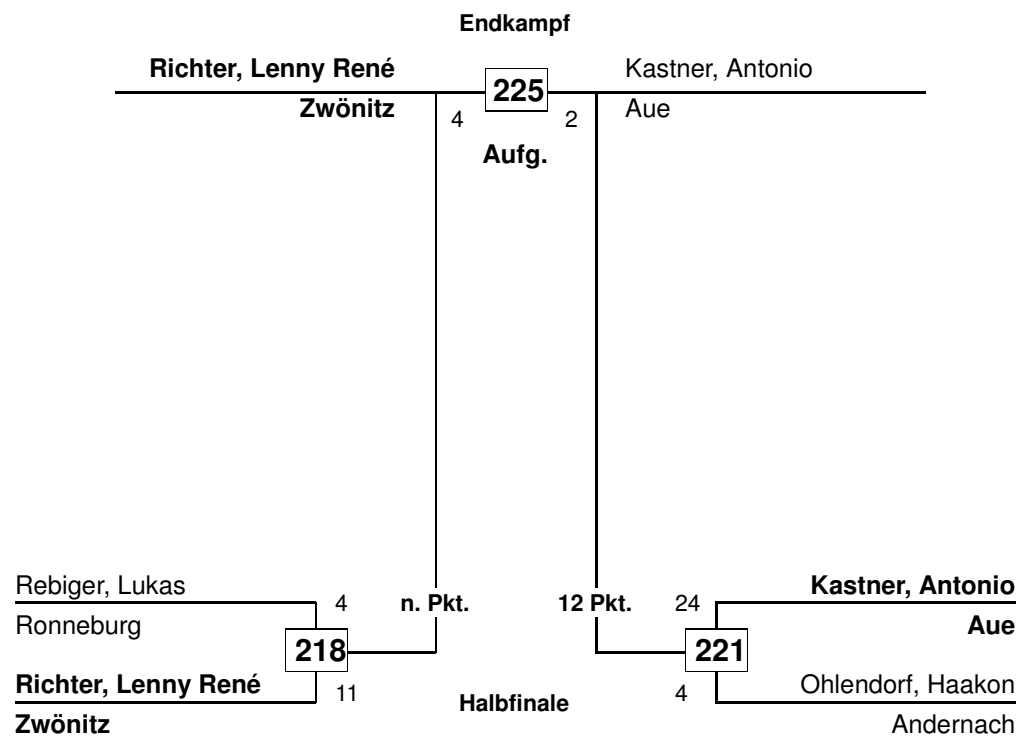 Endkampf
Richter, Lenny René
Zwönitz
4
225
2
Aufg.
Kastner, Antonio
Aue
Rebiger, Lukas
Ronneburg
4
218
n. Pkt.
Richter, Lenny René
Zwönitz
11
Halbfinale
12 Pkt.
24
221
4
Kastner, Antonio
Aue
Ohlendorf, Haakon
Andernach